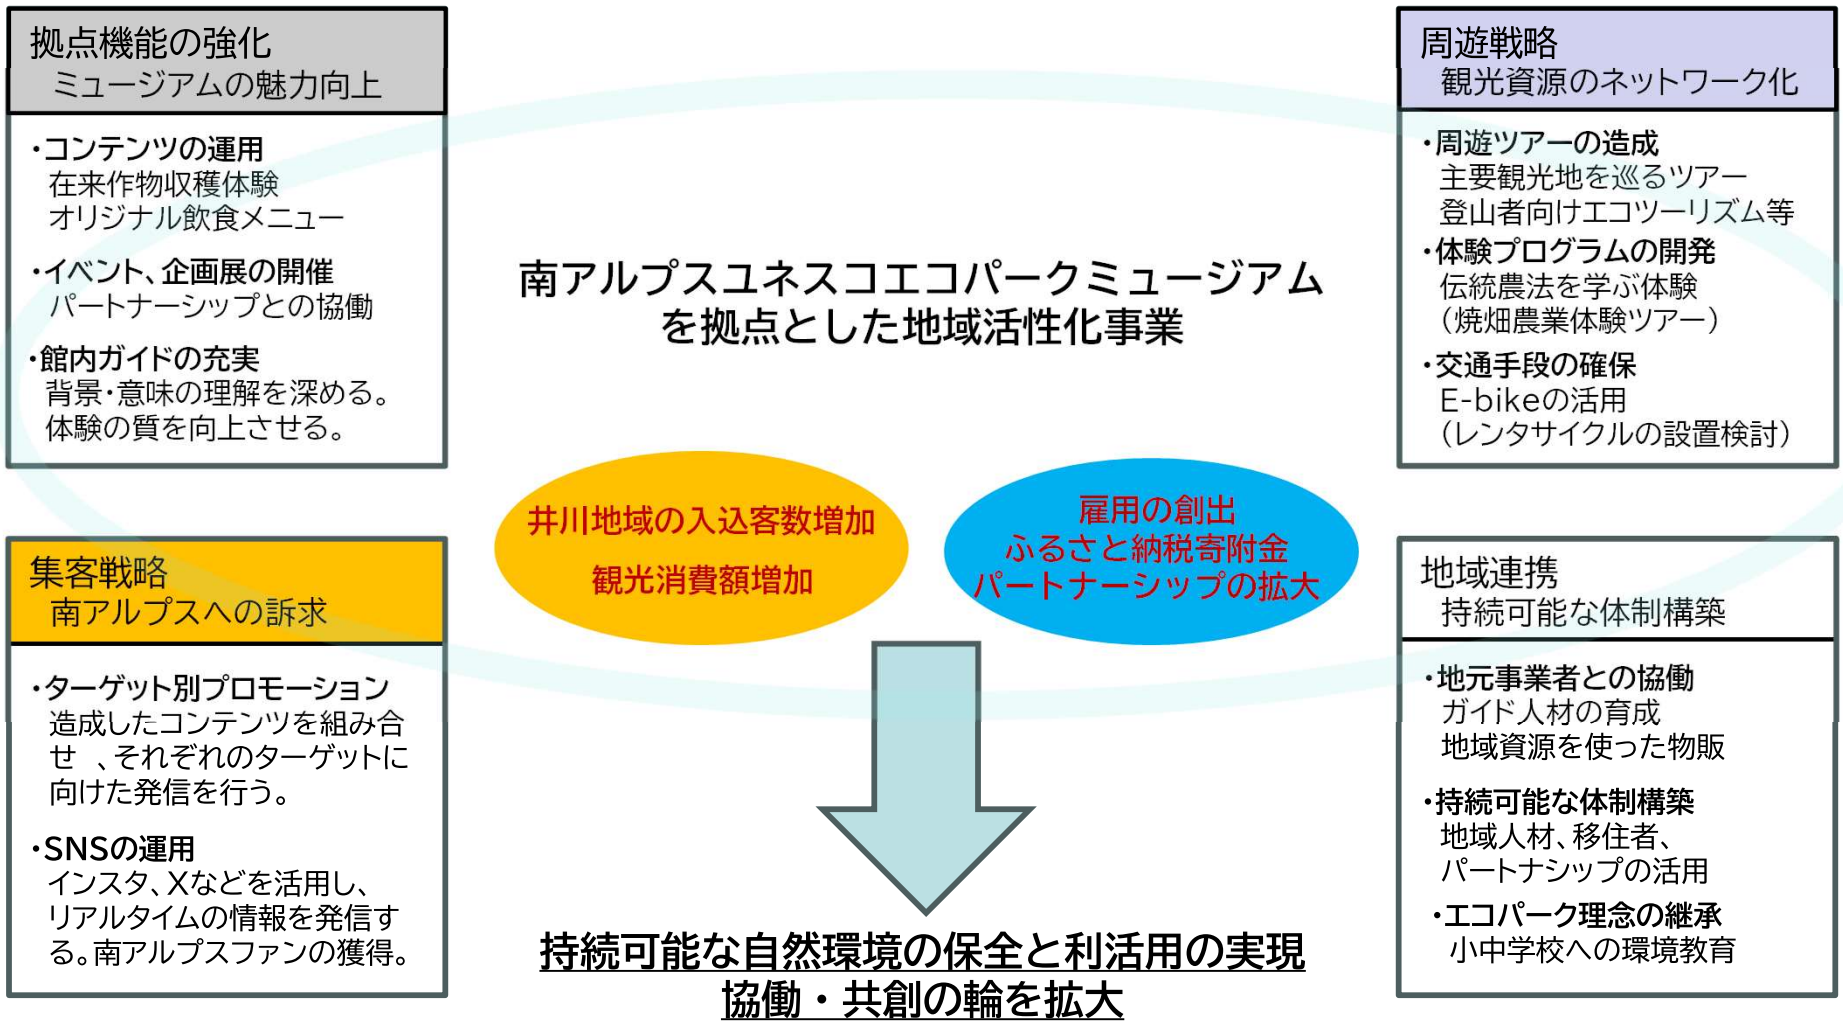 拠点機能の強化
ミュージアムの魅力向上
・コンテンツの運用
在来作物収穫体験
オリジナル飲食メニュー
・イベント、企画展の開催
パートナーシップとの協働
・館内ガイドの充実
背景・意味の理解を深める。
体験の質を向上させる。
周遊戦略
観光資源のネットワーク化
・周遊ツアーの造成
主要観光地を巡るツアー
登山者向けエコツーリズム等
・体験プログラムの開発
伝統農法を学ぶ体験
（焼畑農業体験ツアー）
・交通手段の確保
E-bikeの活用
（レンタサイクルの設置検討）
南アルプスユネスコエコパークミュージアム
を拠点とした地域活性化事業
井川地域の入込客数増加
観光消費額増加
雇用の創出
ふるさと納税寄附金
パートナーシップの拡大
集客戦略
南アルプスへの訴求
・ターゲット別プロモーション
造成したコンテンツを組み合
せ 、それぞれのターゲットに
向けた発信を行う。
・SNSの運用
インスタ、Xなどを活用し、
リアルタイムの情報を発信す
る。南アルプスファンの獲得。
地域連携
持続可能な体制構築
・地元事業者との協働
ガイド人材の育成
地域資源を使った物販
・持続可能な体制構築
地域人材、移住者、
パートナシップの活用
・エコパーク理念の継承
小中学校への環境教育
持続可能な自然環境の保全と利活用の実現
協働・共創の輪を拡大